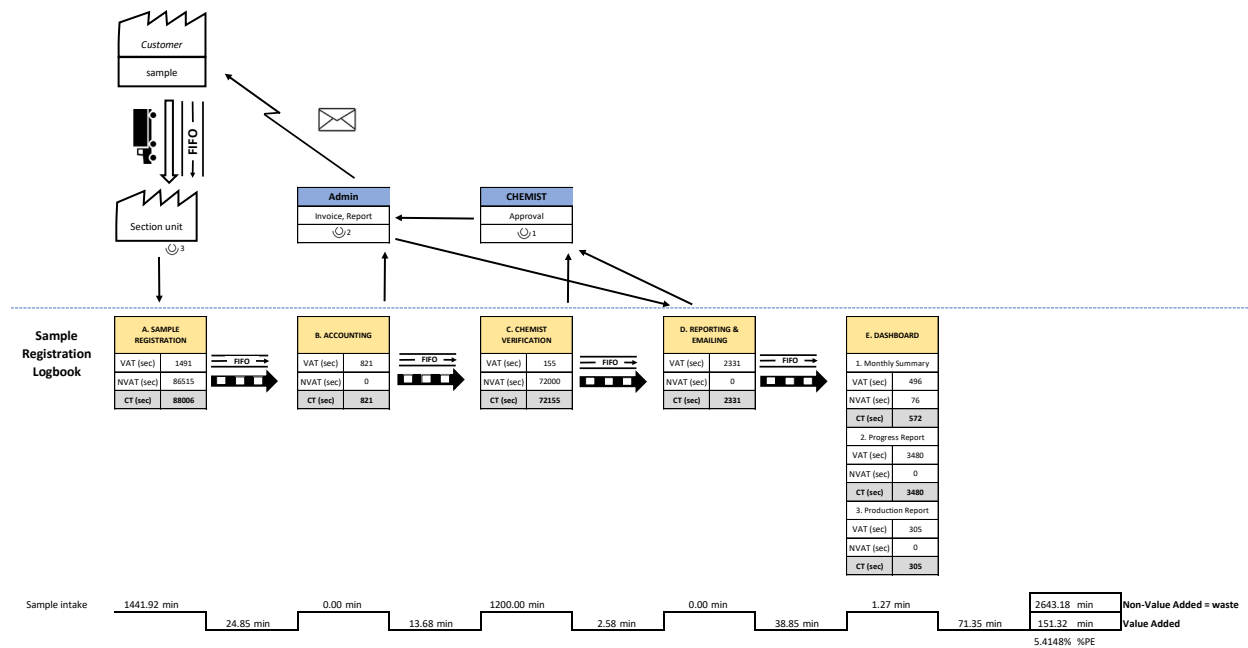 Customer
sample
FIFO
Section unit
3
Admin
Invoice, Report
2
CHEMIST
Approval
1
Sample
Registration
Logbook
A. SAMPLE
REGISTRATION
VAT (sec) 1491
NVAT (sec) 86515
CT (sec) 88006
FIFO
B. ACCOUNTING
VAT (sec) 821
NVAT (sec) 0
CT (sec) 821
FIFO
C. CHEMIST
VERIFICATION
VAT (sec) 155
NVAT (sec) 72000
CT (sec) 72155
FIFO
D. REPORTING &
EMAILING
VAT (sec) 2331
NVAT (sec) 0
CT (sec) 2331
FIFO
E. DASHBOARD
1. Monthly Summary
VAT (sec) 496
NVAT (sec) 76
CT (sec) 572
2. Progress Report
VAT (sec) 3480
NVAT (sec) 0
CT (sec) 3480
3. Production Report
VAT (sec) 305
NVAT (sec) 0
CT (sec) 305
Sample intake 1441.92 min 0.00 min 1200.00 min 0.00 min 1.27 min 2643.18 min Non-Value Added = waste
24.85 min 13.68 min 2.58 min 38.85 min 71.35 min 151.32 min Value Added
5.4148% %PE